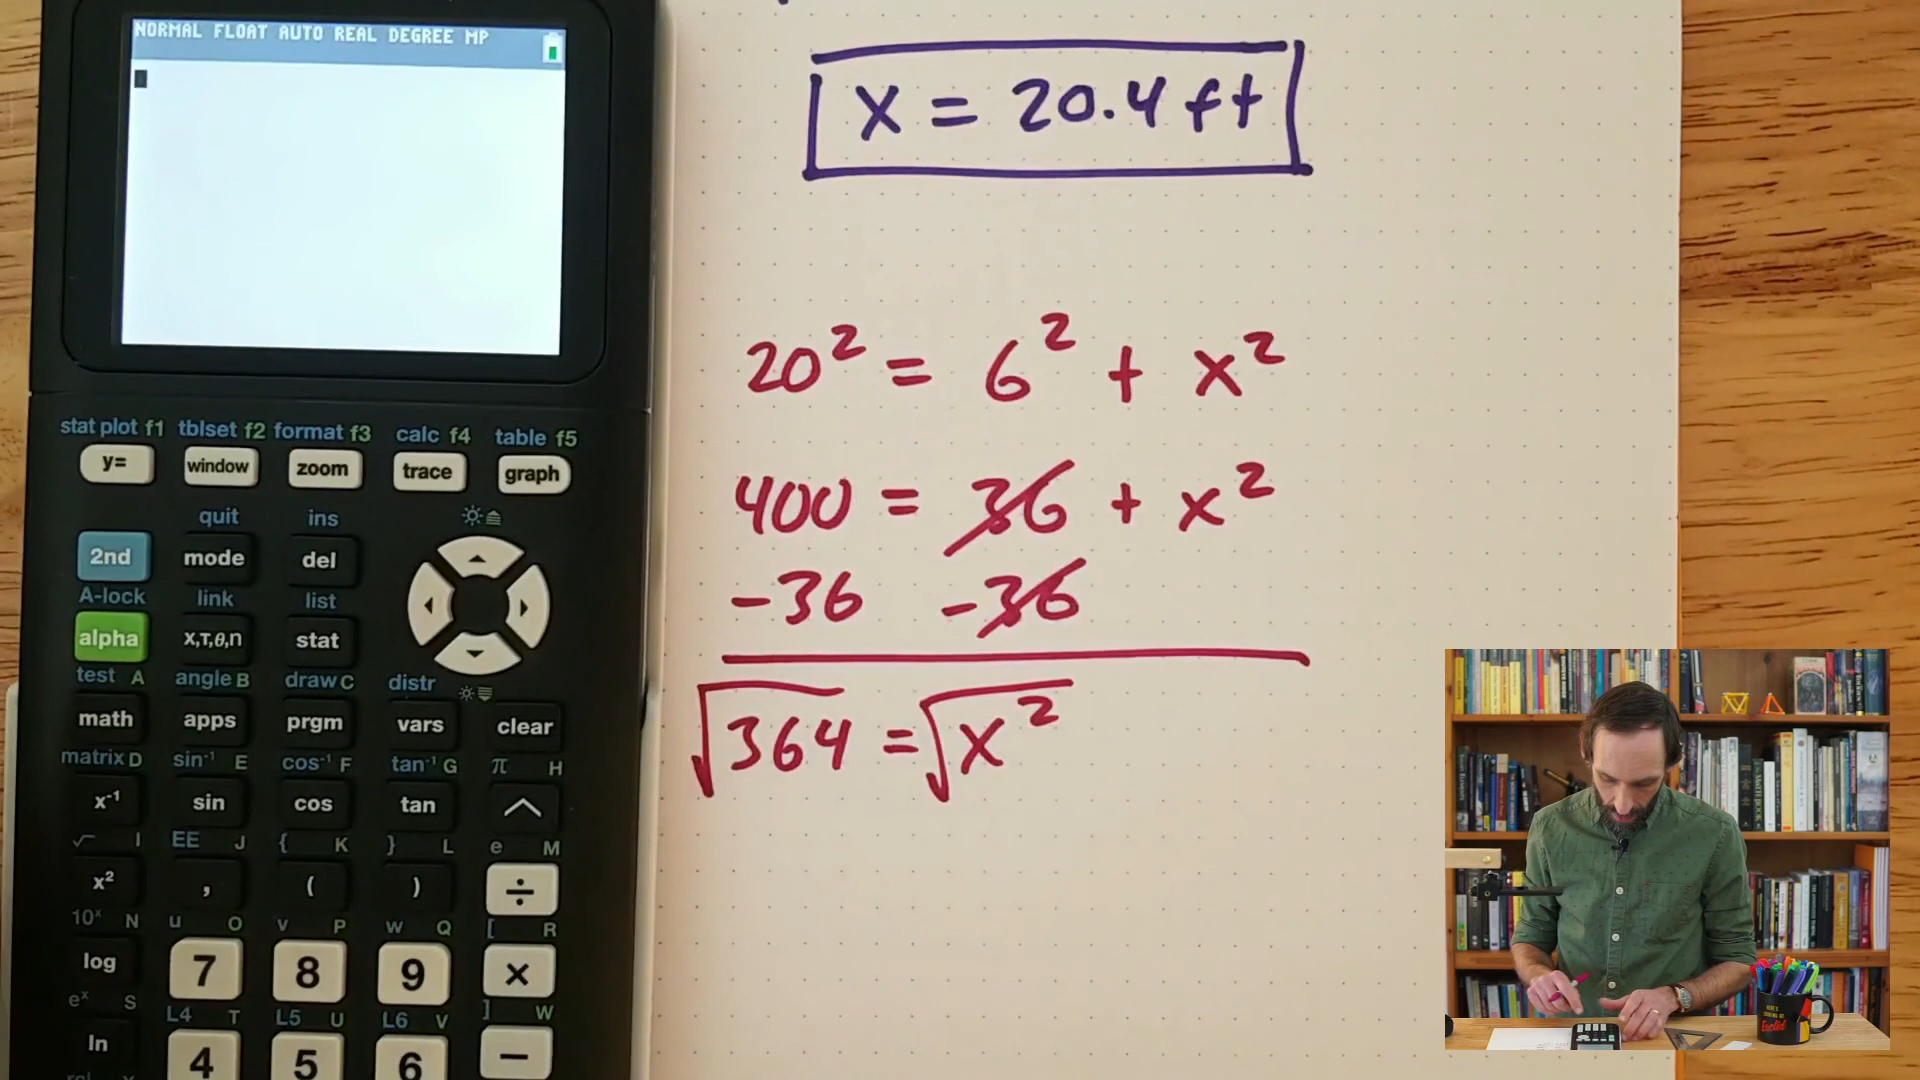 NORMAL FLOAT AUTO REAL DEGREE MP
x = 20.4 ft
20² = 6² + x²
400 = 36 + x²
-36 -36
√364 = √x²
stat plot f1 tblset f2 format f3 calc f4 table f5
y= window zoom trace graph
quit ins
2nd mode del
A-lock link list
alpha X,T,θ,n stat
test A angle B draw C distr
math apps prgm vars clear
matrix D sin⁻¹ E cos⁻¹ F tan⁻¹ G π H
x⁻¹ sin cos tan ^
√ I EE J { K } L e M
x² , ( ) ÷
10ˣ N u O v P w Q [ R
log 7 8 9 ×
eˣ S L4 T L5 U L6 V ] W
ln 4 5 6 −
Euclid